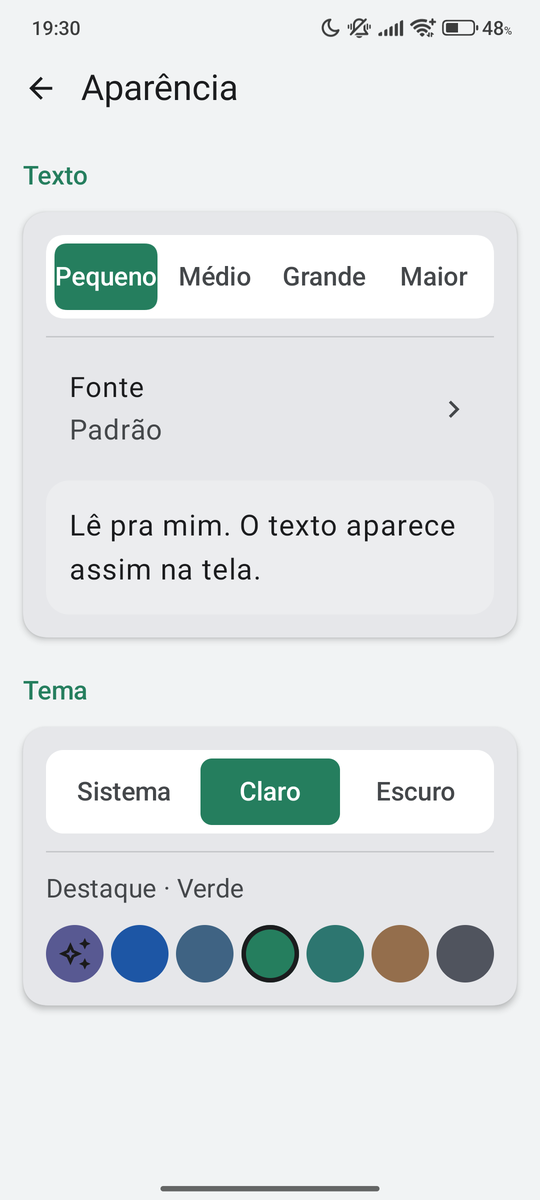 19:30
48%
Aparência
Texto
Pequeno Médio Grande Maior
Fonte
Padrão
Lê pra mim. O texto aparece
assim na tela.
Tema
Sistema Claro Escuro
Destaque · Verde